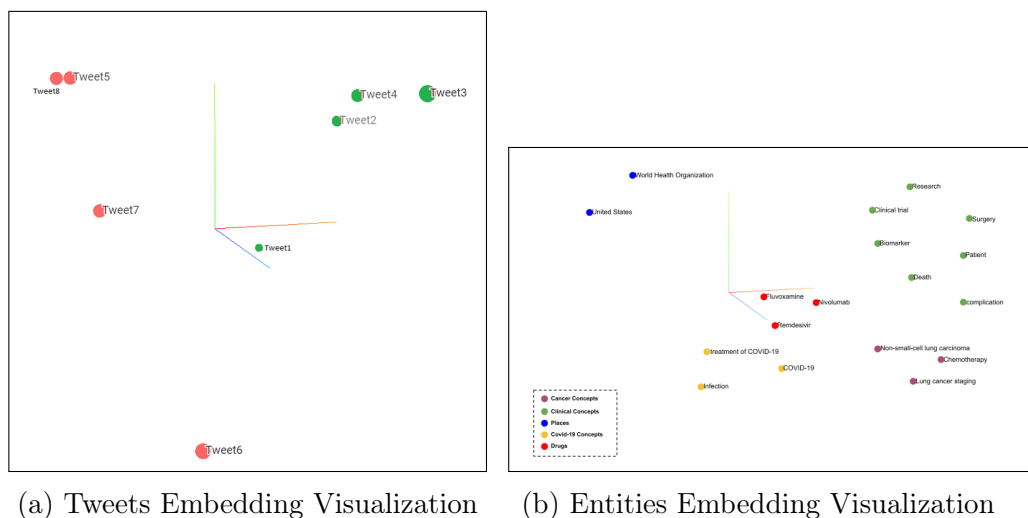 Tweet5
Tweet8
Tweet4
Tweet3
Tweet2
Tweet7
Tweet1
Tweet6
(a) Tweets Embedding Visualization
World Health Organization
United States
Research
Clinical trial
Surgery
Biomarker
Patient
Death
Fluvoxamine
Nivolumab
complication
Remdesivir
treatment of COVID-19
Non-small-cell lung carcinoma
Chemotherapy
COVID-19
Infection
Lung cancer staging
Cancer Concepts
Clinical Concepts
Places
Covid-19 Concepts
Drugs
(b) Entities Embedding Visualization